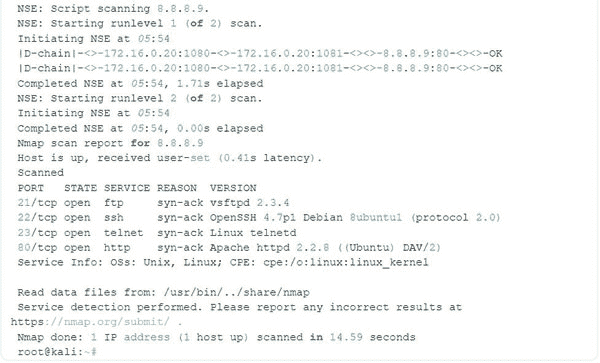 NSE: Script scanning 8.8.8.9.
NSE: Starting runlevel 1 (of 2) scan.
Initiating NSE at 05:54
|D-chain|-<>-172.16.0.20:1080-<>-172.16.0.20:1081-<><>-8.8.8.9:80-<><>-OK
|D-chain|-<>-172.16.0.20:1080-<>-172.16.0.20:1081-<><>-8.8.8.9:80-<><>-OK
Completed NSE at 05:54, 1.71s elapsed
NSE: Starting runlevel 2 (of 2) scan.
Initiating NSE at 05:54
Completed NSE at 05:54, 0.00s elapsed
Nmap scan report for 8.8.8.9
Host is up, received user-set (0.41s latency).
Scanned
PORT STATE SERVICE REASON VERSION
21/tcp open ftp syn-ack vsftpd 2.3.4
22/tcp open ssh syn-ack OpenSSH 4.7p1 Debian 8ubuntu1 (protocol 2.0)
23/tcp open telnet syn-ack Linux telnetd
80/tcp open http syn-ack Apache httpd 2.2.8 ((Ubuntu) DAV/2)
Service Info: OSs: Unix, Linux; CPE: cpe:/o:linux:linux_kernel
Read data files from: /usr/bin/../share/nmap
Service detection performed. Please report any incorrect results at
https://nmap.org/submit/ .
Nmap done: 1 IP address (1 host up) scanned in 14.59 seconds
root@kali:~#